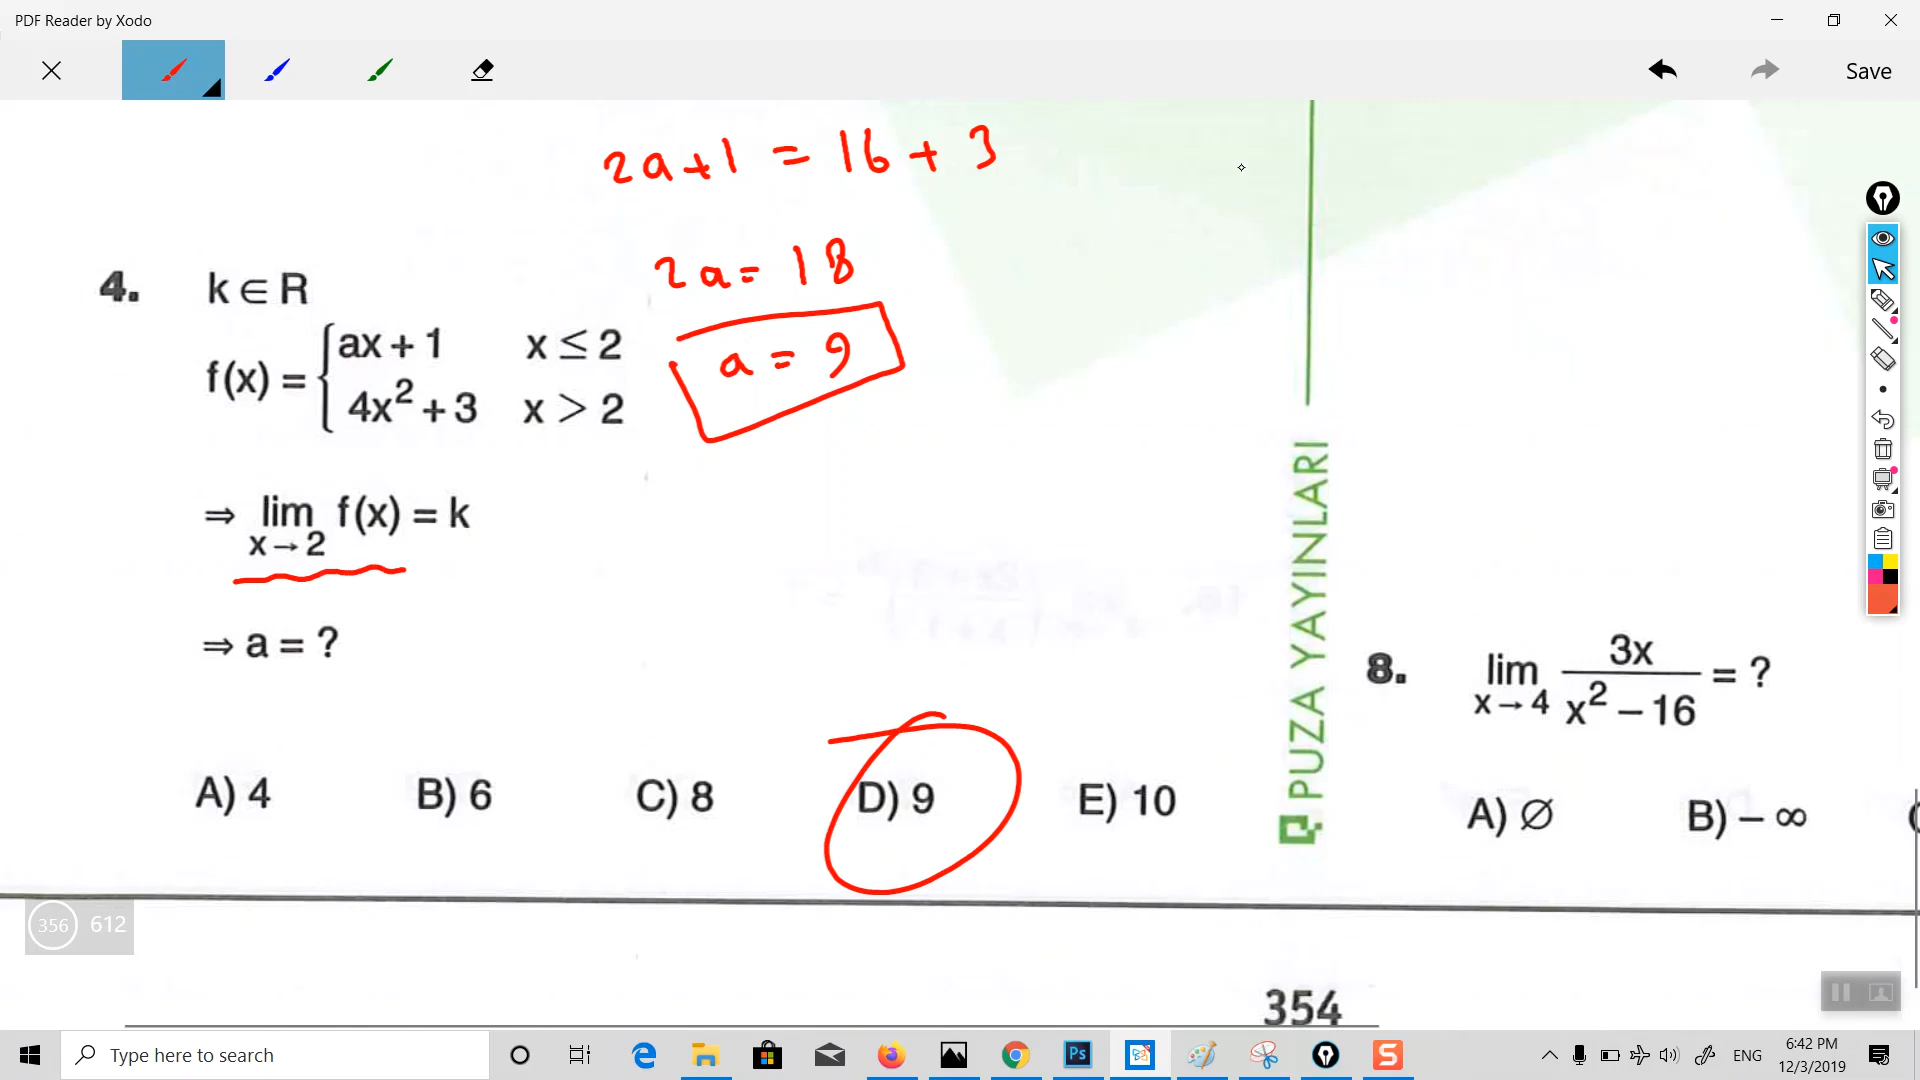 PDF Reader by Xodo
Save
2a+1 = 16 + 3
2a = 18
a = 9
4. k ∈ R
f(x) = { ax + 1 x ≤ 2
4x² + 3 x > 2
⇒ lim x→2 f(x) = k
⇒ a = ?
A) 4 B) 6 C) 8 D) 9 E) 10
PUZA YAYINLARI
8. lim x→4 3x / x² – 16 = ?
A) ∅ B) – ∞
356 612
354
Type here to search
Ps
S
ENG
6:42 PM
12/3/2019